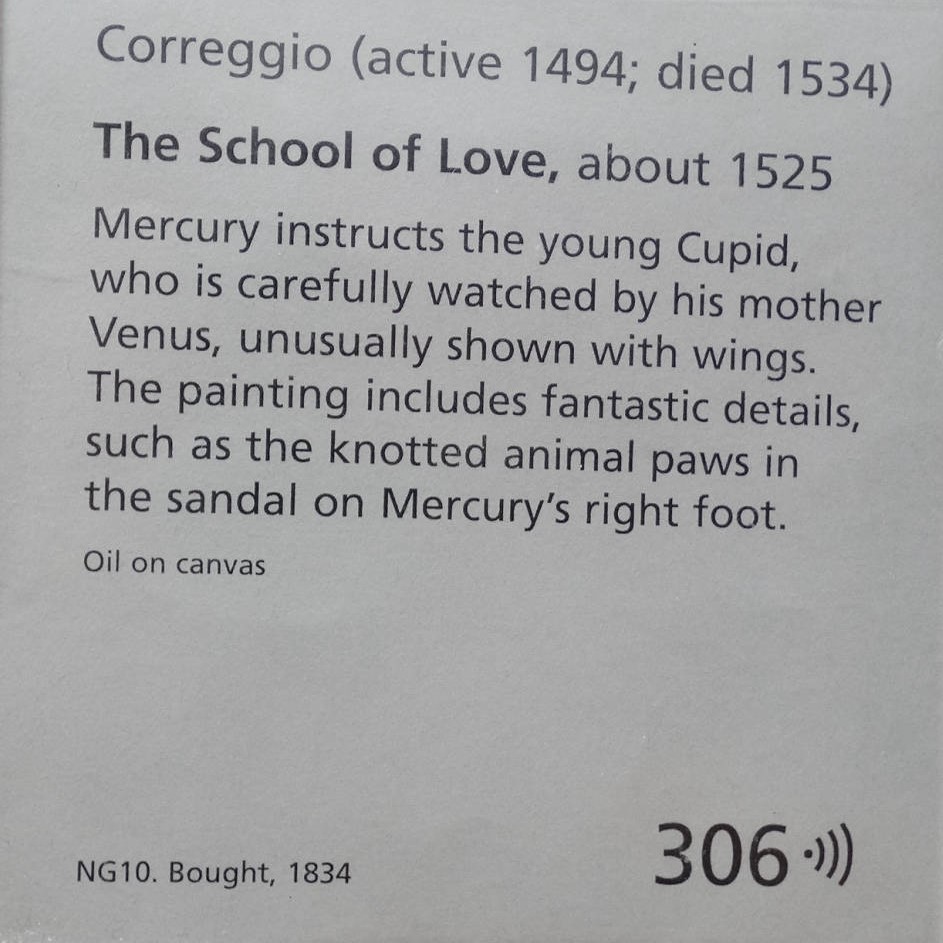 Correggio (active 1494; died 1534)
The School of Love, about 1525
Mercury instructs the young Cupid,
who is carefully watched by his mother
Venus, unusually shown with wings.
The painting includes fantastic details,
such as the knotted animal paws in
the sandal on Mercury’s right foot.
Oil on canvas
NG10. Bought, 1834
306